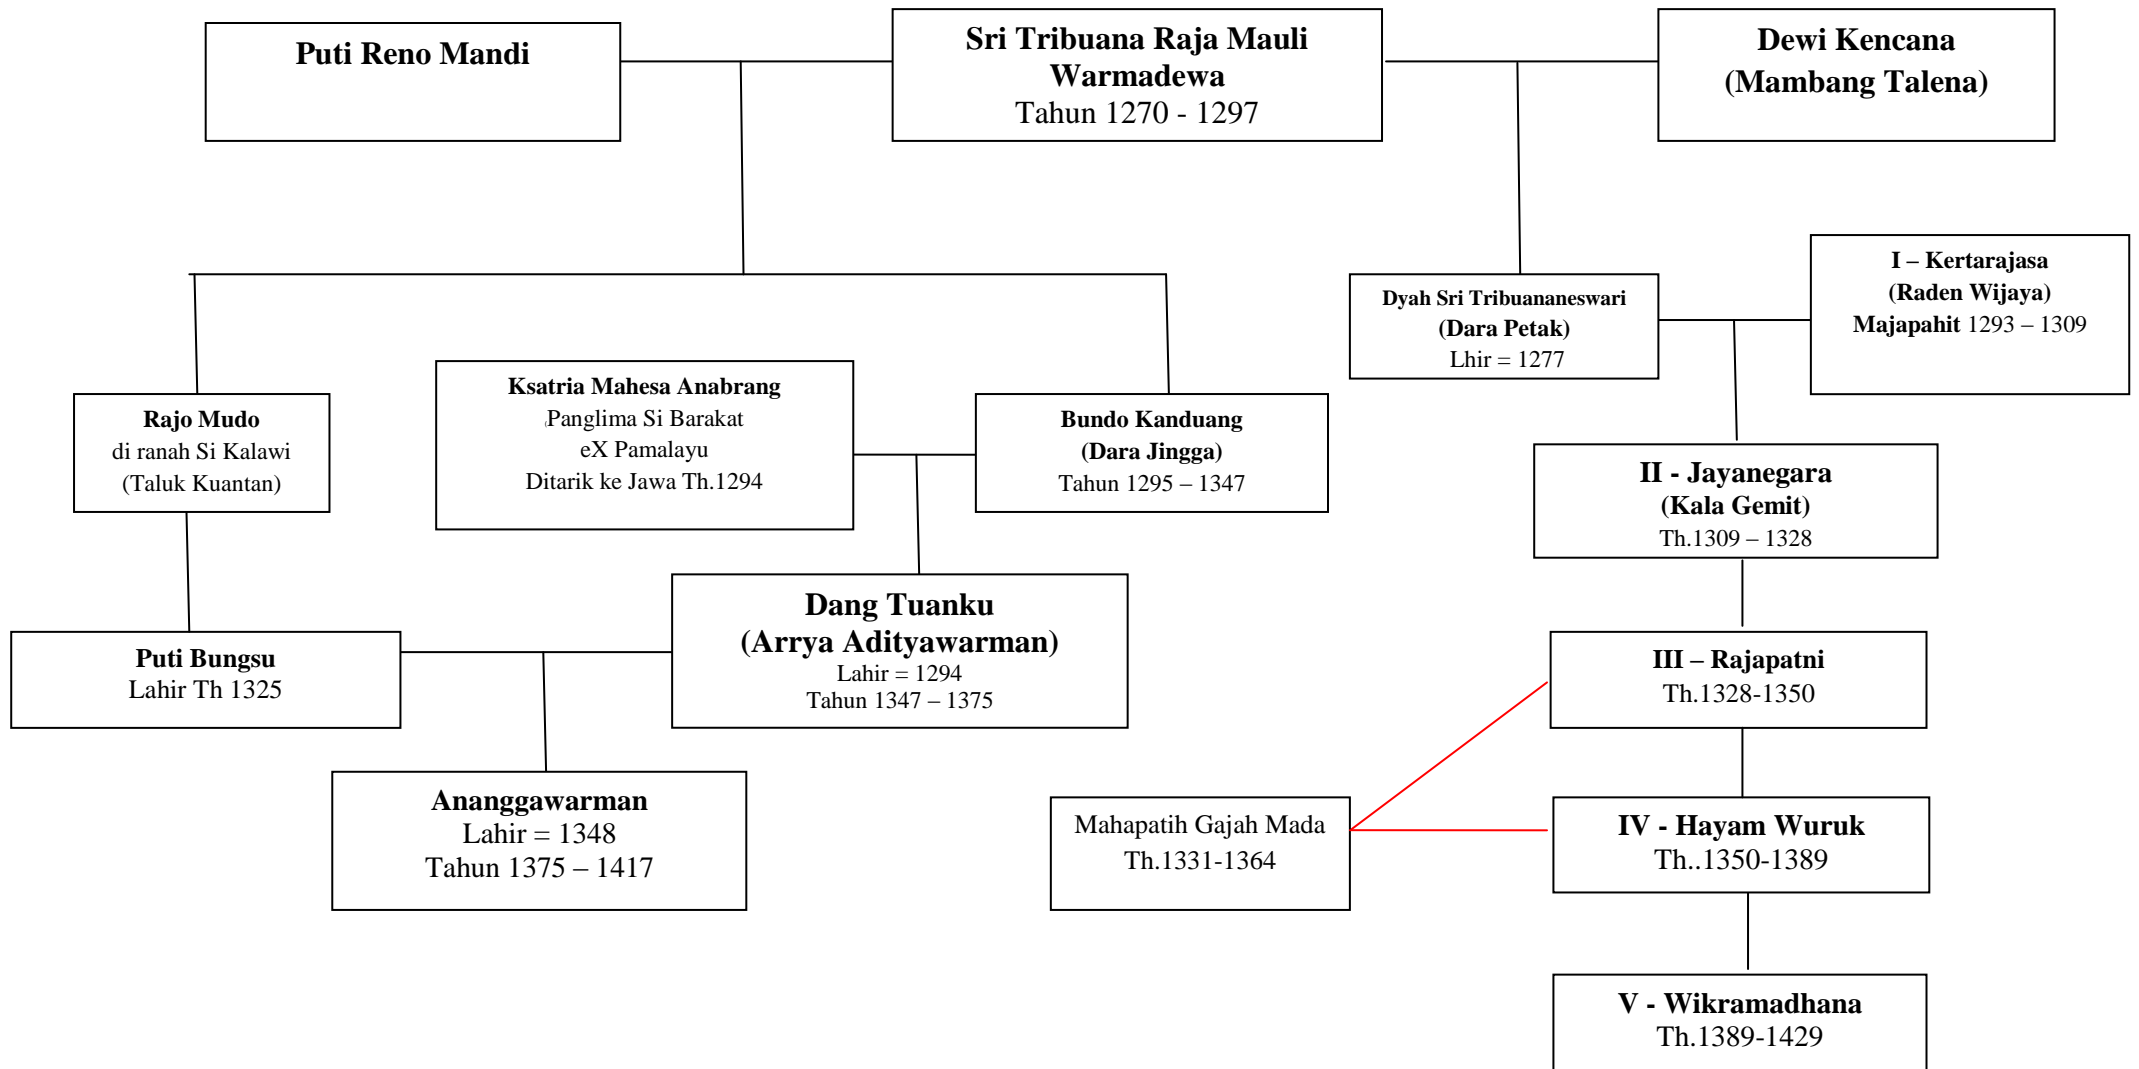 Puti Reno Mandi
Sri Tribuana Raja Mauli
Warmadewa
Tahun 1270 - 1297
Dewi Kencana
(Mambang Talena)
I – Kertarajasa
(Raden Wijaya)
Majapahit 1293 – 1309
Dyah Sri Tribuananeswari
(Dara Petak)
Lhir = 1277
Ksatria Mahesa Anabrang
Panglima Si Barakat
eX Pamalayu
Ditarik ke Jawa Th.1294
Rajo Mudo
di ranah Si Kalawi
(Taluk Kuantan)
Bundo Kanduang
(Dara Jingga)
Tahun 1295 – 1347
II - Jayanegara
(Kala Gemit)
Th.1309 – 1328
Dang Tuanku
(Arrya Adityawarman)
Lahir = 1294
Tahun 1347 – 1375
Puti Bungsu
Lahir Th 1325
III – Rajapatni
Th.1328-1350
Ananggawarman
Lahir = 1348
Tahun 1375 – 1417
Mahapatih Gajah Mada
Th.1331-1364
IV - Hayam Wuruk
Th..1350-1389
V - Wikramadhana
Th.1389-1429